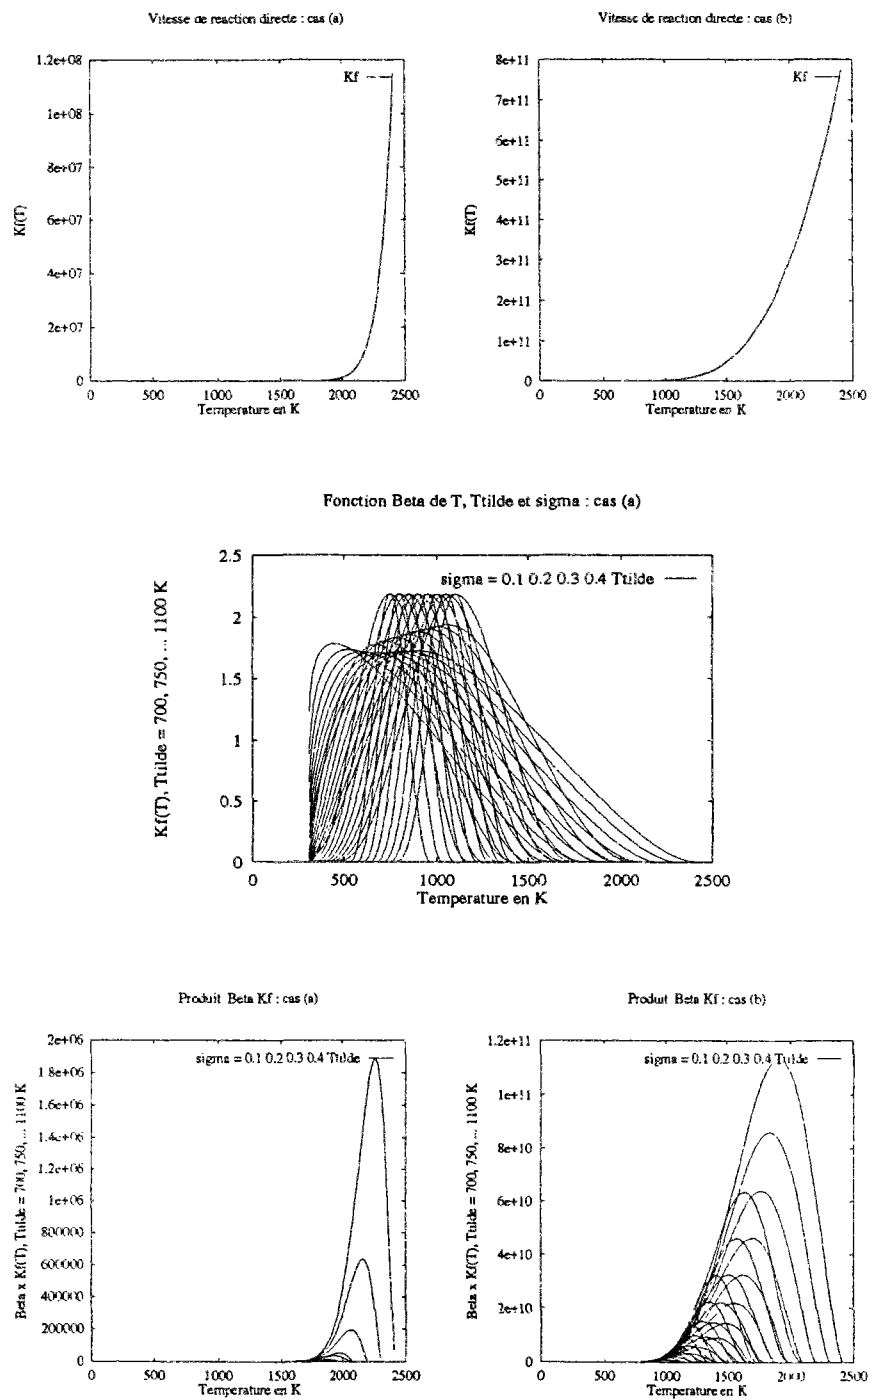 Vitesse de reaction directe : cas (a)
Kf
1.2e+08
1e+08
8e+07
6e+07
4e+07
2e+07
0
Kf(T)
0 500 1000 1500 2000 2500
Temperature en K
Vitesse de reaction directe : cas (b)
Kf
8e+11
7e+11
6e+11
5e+11
4e+11
3e+11
2e+11
1e+11
0
Kf(T)
0 500 1000 1500 2000 2500
Temperature en K
Fonction Beta de T, Ttilde et sigma : cas (a)
sigma = 0.1 0.2 0.3 0.4 Ttilde
2.5
2
1.5
1
0.5
0
Kf(T), Ttilde = 700, 750, ... 1100 K
0 500 1000 1500 2000 2500
Temperature en K
Produit Beta Kf : cas (a)
sigma = 0.1 0.2 0.3 0.4 Ttilde
2e+06
1.8e+06
1.6e+06
1.4e+06
1.2e+06
1e+06
800000
600000
400000
200000
0
Beta x Kf(T), Ttilde = 700, 750, ... 1100 K
0 500 1000 1500 2000 2500
Temperature en K
Produit Beta Kf : cas (b)
sigma = 0.1 0.2 0.3 0.4 Ttilde
1.2e+11
1e+11
8e+10
6e+10
4e+10
2e+10
0
Beta x Kf(T), Ttilde = 700, 750, ... 1100 K
0 500 1000 1500 2000 2500
Temperature en K